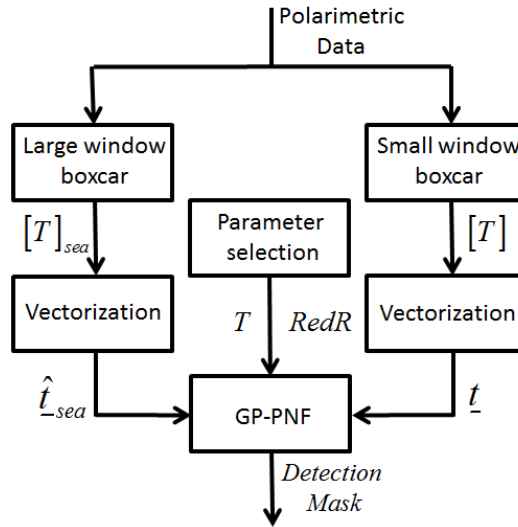 Polarimetric
Data
Large window
boxcar
Small window
boxcar
[T]sea
Parameter
selection
[T]
Vectorization
T RedR
Vectorization
t̲̂sea
GP-PNF
t̲
Detection
Mask